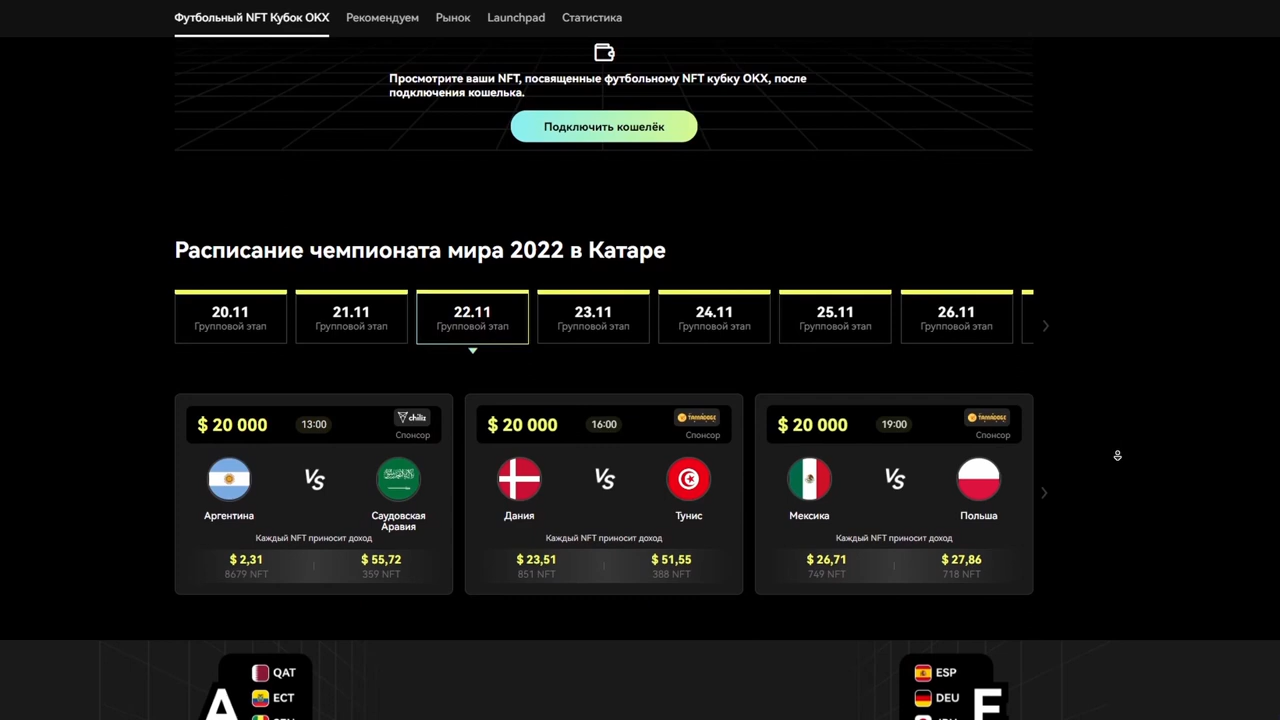 Футбольный NFT Кубок OKX Рекомендуем Рынок Launchpad Статистика
Просмотрите ваши NFT, посвященные футбольному NFT кубку OKX, после
подключения кошелька.
Подключить кошелёк
Расписание чемпионата мира 2022 в Катаре
20.11 21.11 22.11 23.11 24.11 25.11 26.11
Групповой этап Групповой этап Групповой этап Групповой этап Групповой этап Групповой этап Групповой этап
$ 20 000 13:00 chiliz
Спонсор
VS
Аргентина Саудовская
Аравия
Каждый NFT приносит доход
$ 2,31 $ 55,72
8679 NFT 359 NFT
$ 20 000 16:00 TAMADOGE
Спонсор
VS
Дания Тунис
Каждый NFT приносит доход
$ 23,51 $ 51,55
851 NFT 388 NFT
$ 20 000 19:00 TAMADOGE
Спонсор
VS
Мексика Польша
Каждый NFT приносит доход
$ 26,71 $ 27,86
749 NFT 718 NFT
A QAT
ECT
ESP
DEU